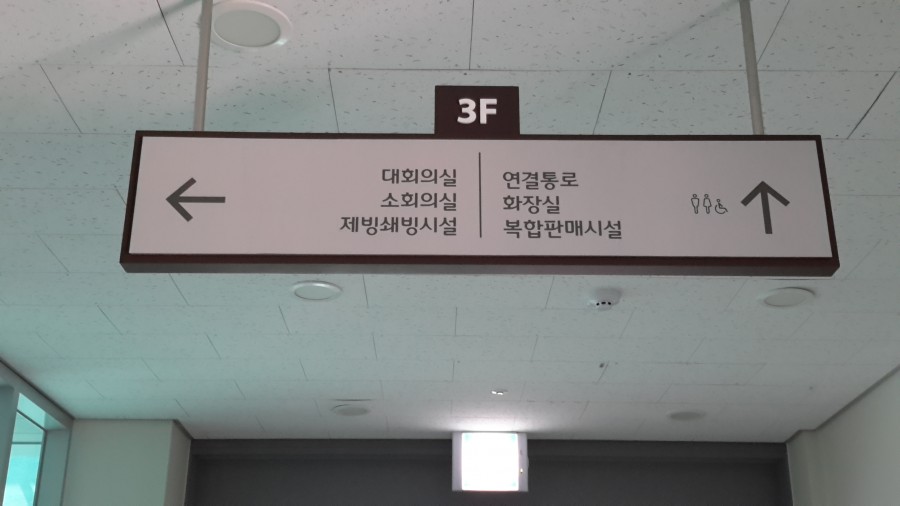 3F
대회의실
소회의실
제빙쇄빙시설
연결통로
화장실
복합판매시설